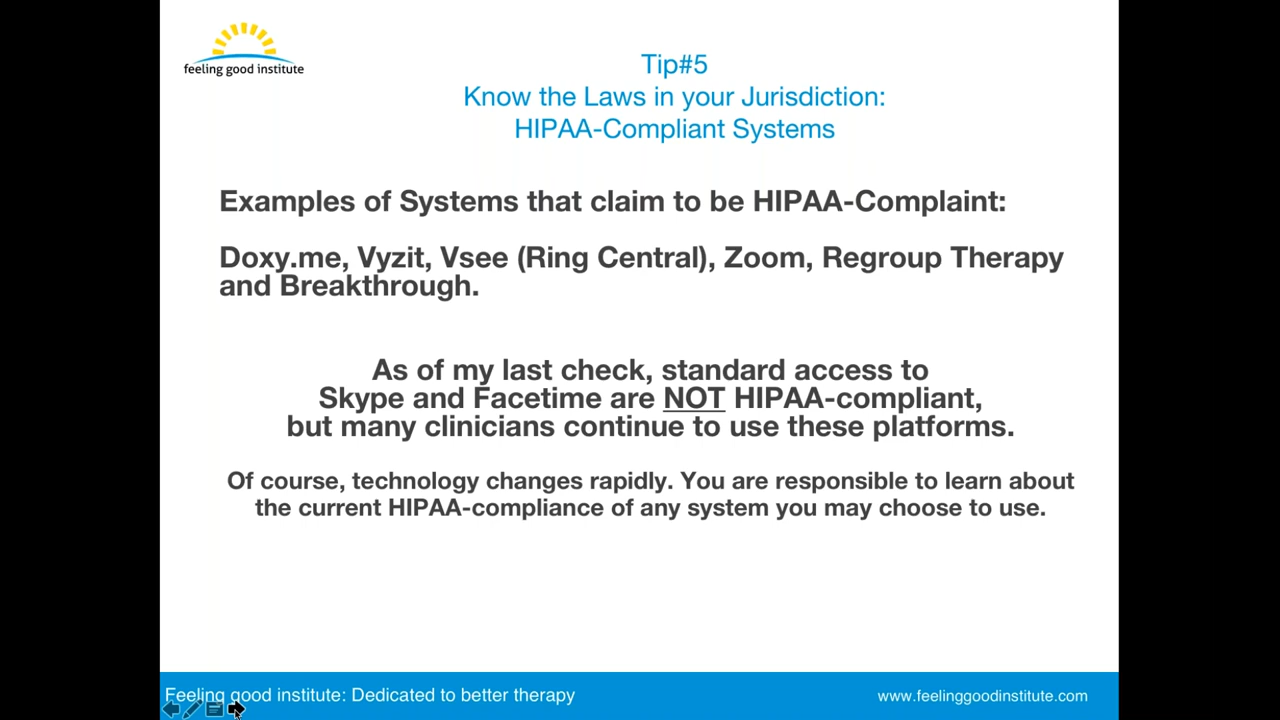 feeling good institute
Tip#5
Know the Laws in your Jurisdiction:
HIPAA-Compliant Systems
Examples of Systems that claim to be HIPAA-Complaint:
Doxy.me, Vyzit, Vsee (Ring Central), Zoom, Regroup Therapy
and Breakthrough.
As of my last check, standard access to
Skype and Facetime are NOT HIPAA-compliant,
but many clinicians continue to use these platforms.
Of course, technology changes rapidly. You are responsible to learn about
the current HIPAA-compliance of any system you may choose to use.
Feeling good institute: Dedicated to better therapy
www.feelinggoodinstitute.com